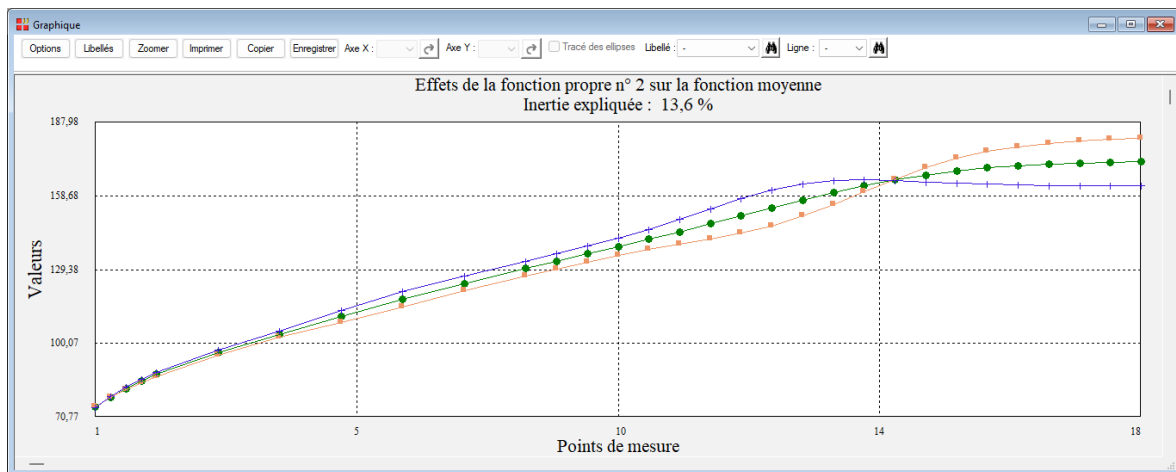 Graphique
Options Libellés Zoomer Imprimer Copier Enregistrer Axe X : Axe Y : Tracé des ellipses Libellé : - Ligne : -
Effets de la fonction propre n° 2 sur la fonction moyenne
Inertie expliquée : 13,6 %
187,98
158,68
129,38
100,07
70,77
Valeurs
1 5 10 14 18
Points de mesure